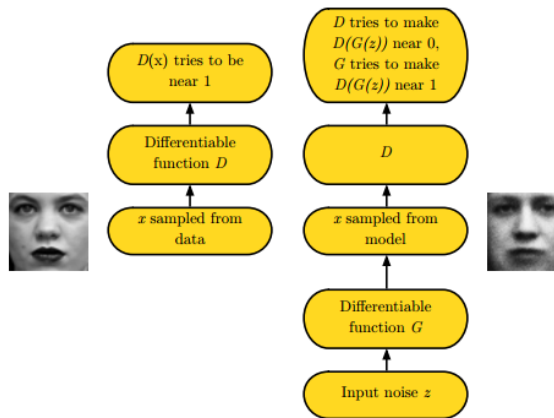 D(x) tries to be
near 1
Differentiable
function D
x sampled from
data
D tries to make
D(G(z)) near 0,
G tries to make
D(G(z)) near 1
D
x sampled from
model
Differentiable
function G
Input noise z